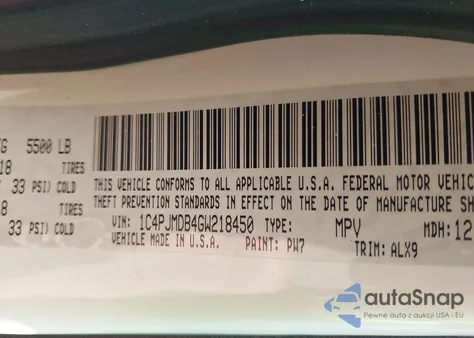 KG 5500 LB
18 TIRES
33 PSI) COLD
8 TIRES
33 PSI) COLD
THIS VEHICLE CONFORMS TO ALL APPLICABLE U.S.A. FEDERAL MOTOR VEHIC
THEFT PREVENTION STANDARDS IN EFFECT ON THE DATE OF MANUFACTURE SH
VIN: 1C4PJMDB4GW218450 TYPE: MPV MDH: 12
VEHICLE MADE IN U.S.A. PAINT: PW7 TRIM: ALX9
autoSnap
Pewne auta z aukcji USA i EU